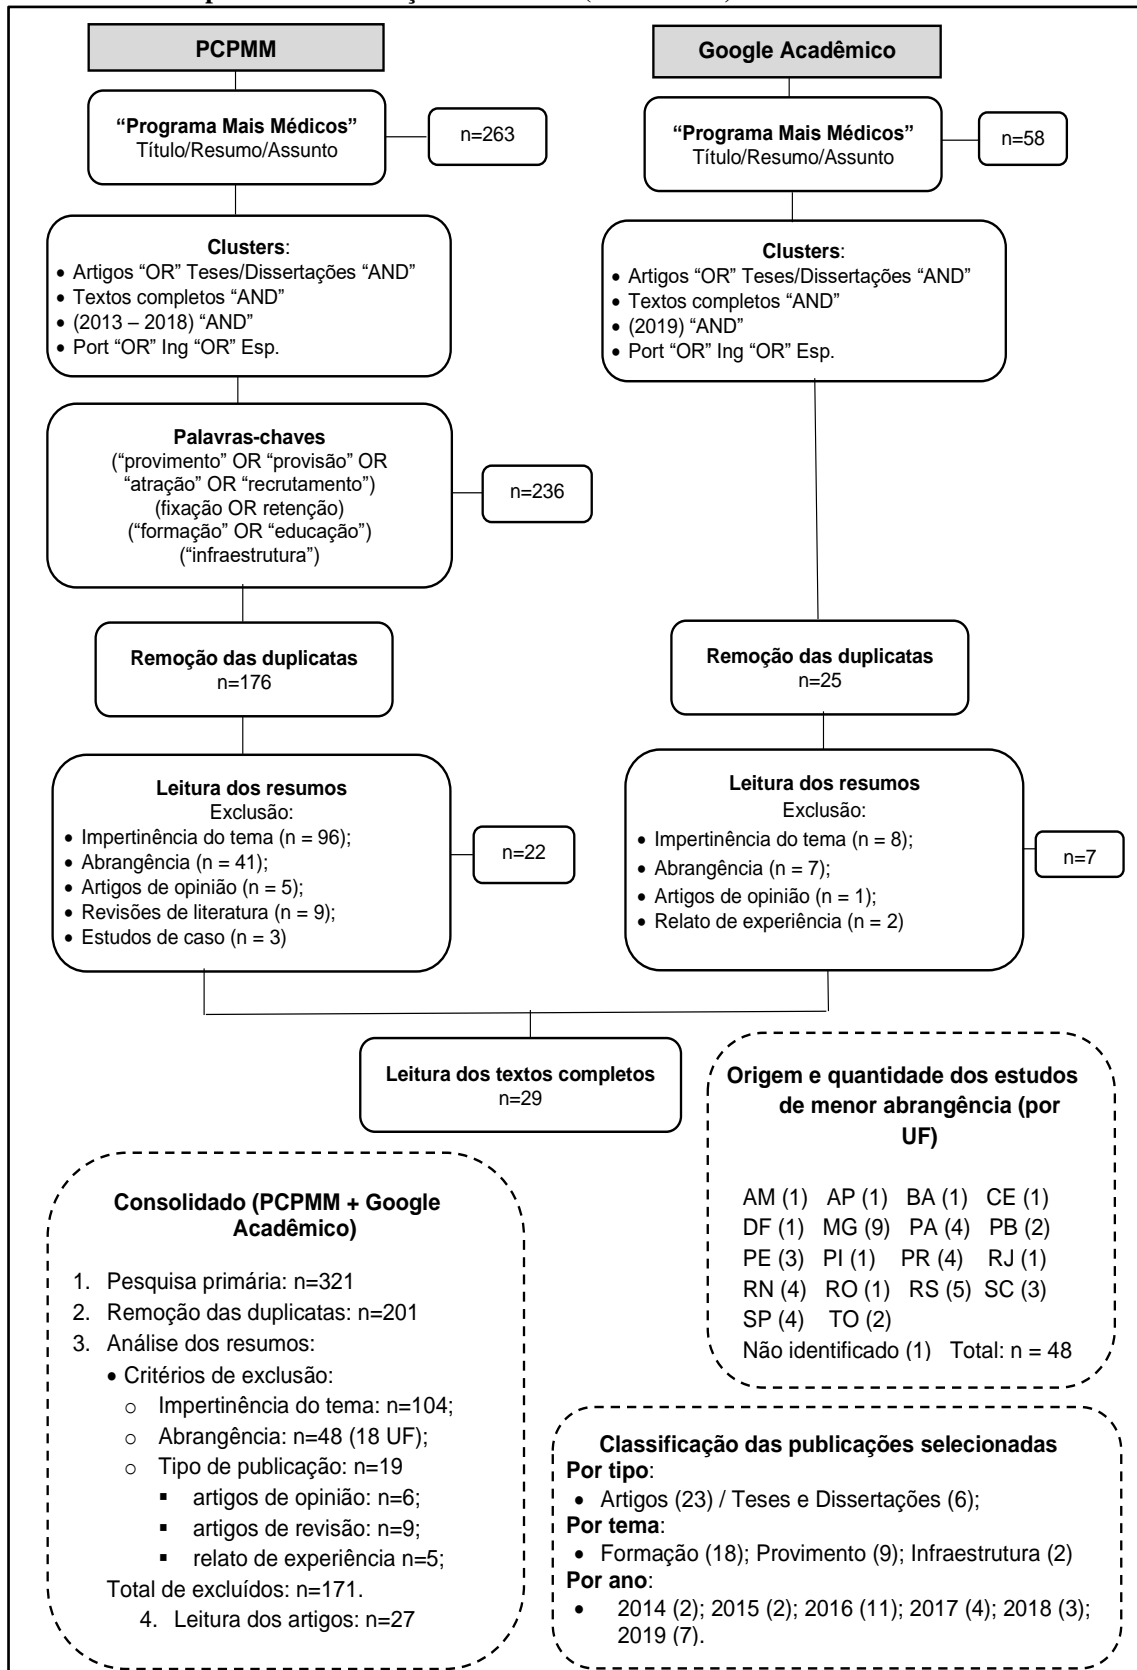 PCPMM
“Programa Mais Médicos”
Título/Resumo/Assunto
n=263
Clusters:
• Artigos “OR” Teses/Dissertações “AND”
• Textos completos “AND”
• (2013 – 2018) “AND”
• Port “OR” Ing “OR” Esp.
Palavras-chaves
(“provimento” OR “provisão” OR
“atração” OR “recrutamento”)
(fixação OR retenção)
(“formação” OR “educação”)
(“infraestrutura”)
n=236
Remoção das duplicatas
n=176
Leitura dos resumos
Exclusão:
• Impertinência do tema (n = 96);
• Abrangência (n = 41);
• Artigos de opinião (n = 5);
• Revisões de literatura (n = 9);
• Estudos de caso (n = 3)
n=22
Google Acadêmico
“Programa Mais Médicos”
Título/Resumo/Assunto
n=58
Clusters:
• Artigos “OR” Teses/Dissertações “AND”
• Textos completos “AND”
• (2019) “AND”
• Port “OR” Ing “OR” Esp.
Remoção das duplicatas
n=25
Leitura dos resumos
Exclusão:
• Impertinência do tema (n = 8);
• Abrangência (n = 7);
• Artigos de opinião (n = 1);
• Relato de experiência (n = 2)
n=7
Leitura dos textos completos
n=29
Origem e quantidade dos estudos
de menor abrangência (por
UF)
AM (1) AP (1) BA (1) CE (1)
DF (1) MG (9) PA (4) PB (2)
PE (3) PI (1) PR (4) RJ (1)
RN (4) RO (1) RS (5) SC (3)
SP (4) TO (2)
Não identificado (1) Total: n = 48
Consolidado (PCPMM + Google
Acadêmico)
1. Pesquisa primária: n=321
2. Remoção das duplicatas: n=201
3. Análise dos resumos:
• Critérios de exclusão:
o Impertinência do tema: n=104;
o Abrangência: n=48 (18 UF);
o Tipo de publicação: n=19
▪ artigos de opinião: n=6;
▪ artigos de revisão: n=9;
▪ relato de experiência n=5;
Total de excluídos: n=171.
4. Leitura dos artigos: n=27
Classificação das publicações selecionadas
Por tipo:
• Artigos (23) / Teses e Dissertações (6);
Por tema:
• Formação (18); Provimento (9); Infraestrutura (2)
Por ano:
• 2014 (2); 2015 (2); 2016 (11); 2017 (4); 2018 (3);
2019 (7).